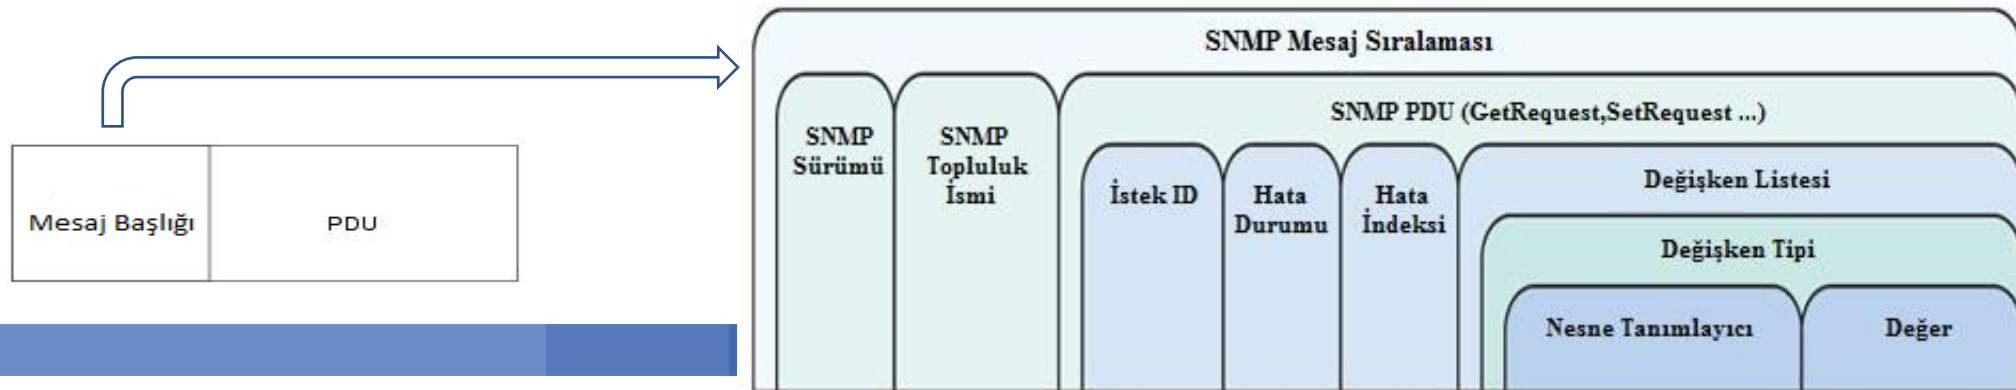 Mesaj Başlığı
PDU
SNMP Mesaj Sıralaması
SNMP
Sürümü
SNMP
Topluluk
İsmi
SNMP PDU (GetRequest,SetRequest ...)
İstek ID
Hata
Durumu
Hata
İndeksi
Değişken Listesi
Değişken Tipi
Nesne Tanımlayıcı
Değer